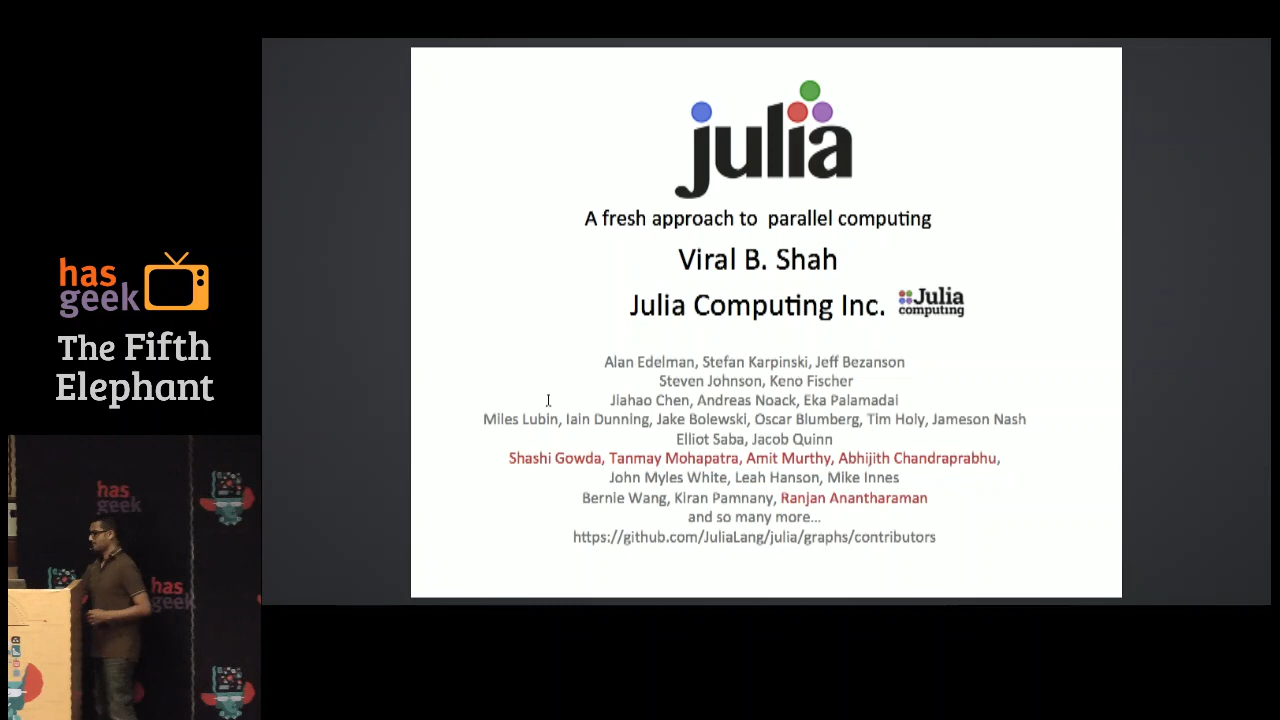 has
geek
The Fifth
Elephant
has
geek
has
geek
julia
A fresh approach to  parallel computing
Viral B. Shah
Julia Computing Inc.
Julia
computing
Alan Edelman, Stefan Karpinski, Jeff Bezanson
Steven Johnson, Keno Fischer
Jiahao Chen, Andreas Noack, Eka Palamadai
Miles Lubin, Iain Dunning, Jake Bolewski, Oscar Blumberg, Tim Holy, Jameson Nash
Elliot Saba, Jacob Quinn
Shashi Gowda, Tanmay Mohapatra, Amit Murthy, Abhijith Chandraprabhu,
John Myles White, Leah Hanson, Mike Innes
Bernie Wang, Kiran Pamnany, Ranjan Anantharaman
and so many more...
https://github.com/JuliaLang/julia/graphs/contributors